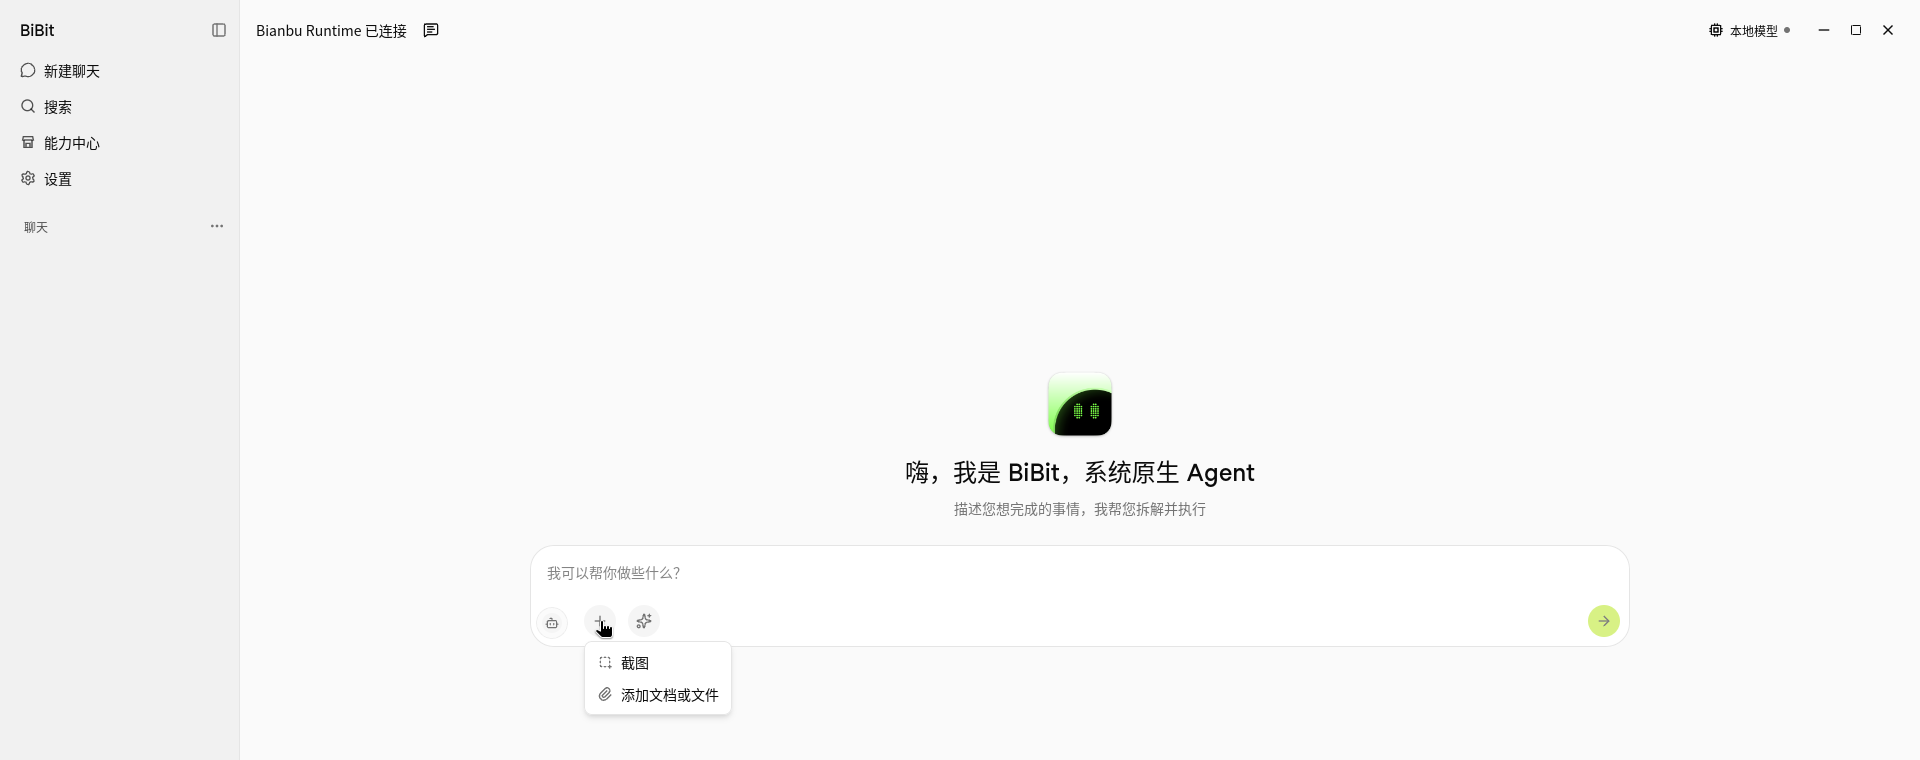 BiBit
新建聊天
搜索
能力中心
设置
聊天
Bianbu Runtime 已连接
本地模型
嗨，我是 BiBit，系统原生 Agent
描述您想完成的事情，我帮您拆解并执行
我可以帮你做些什么？
截图
添加文档或文件